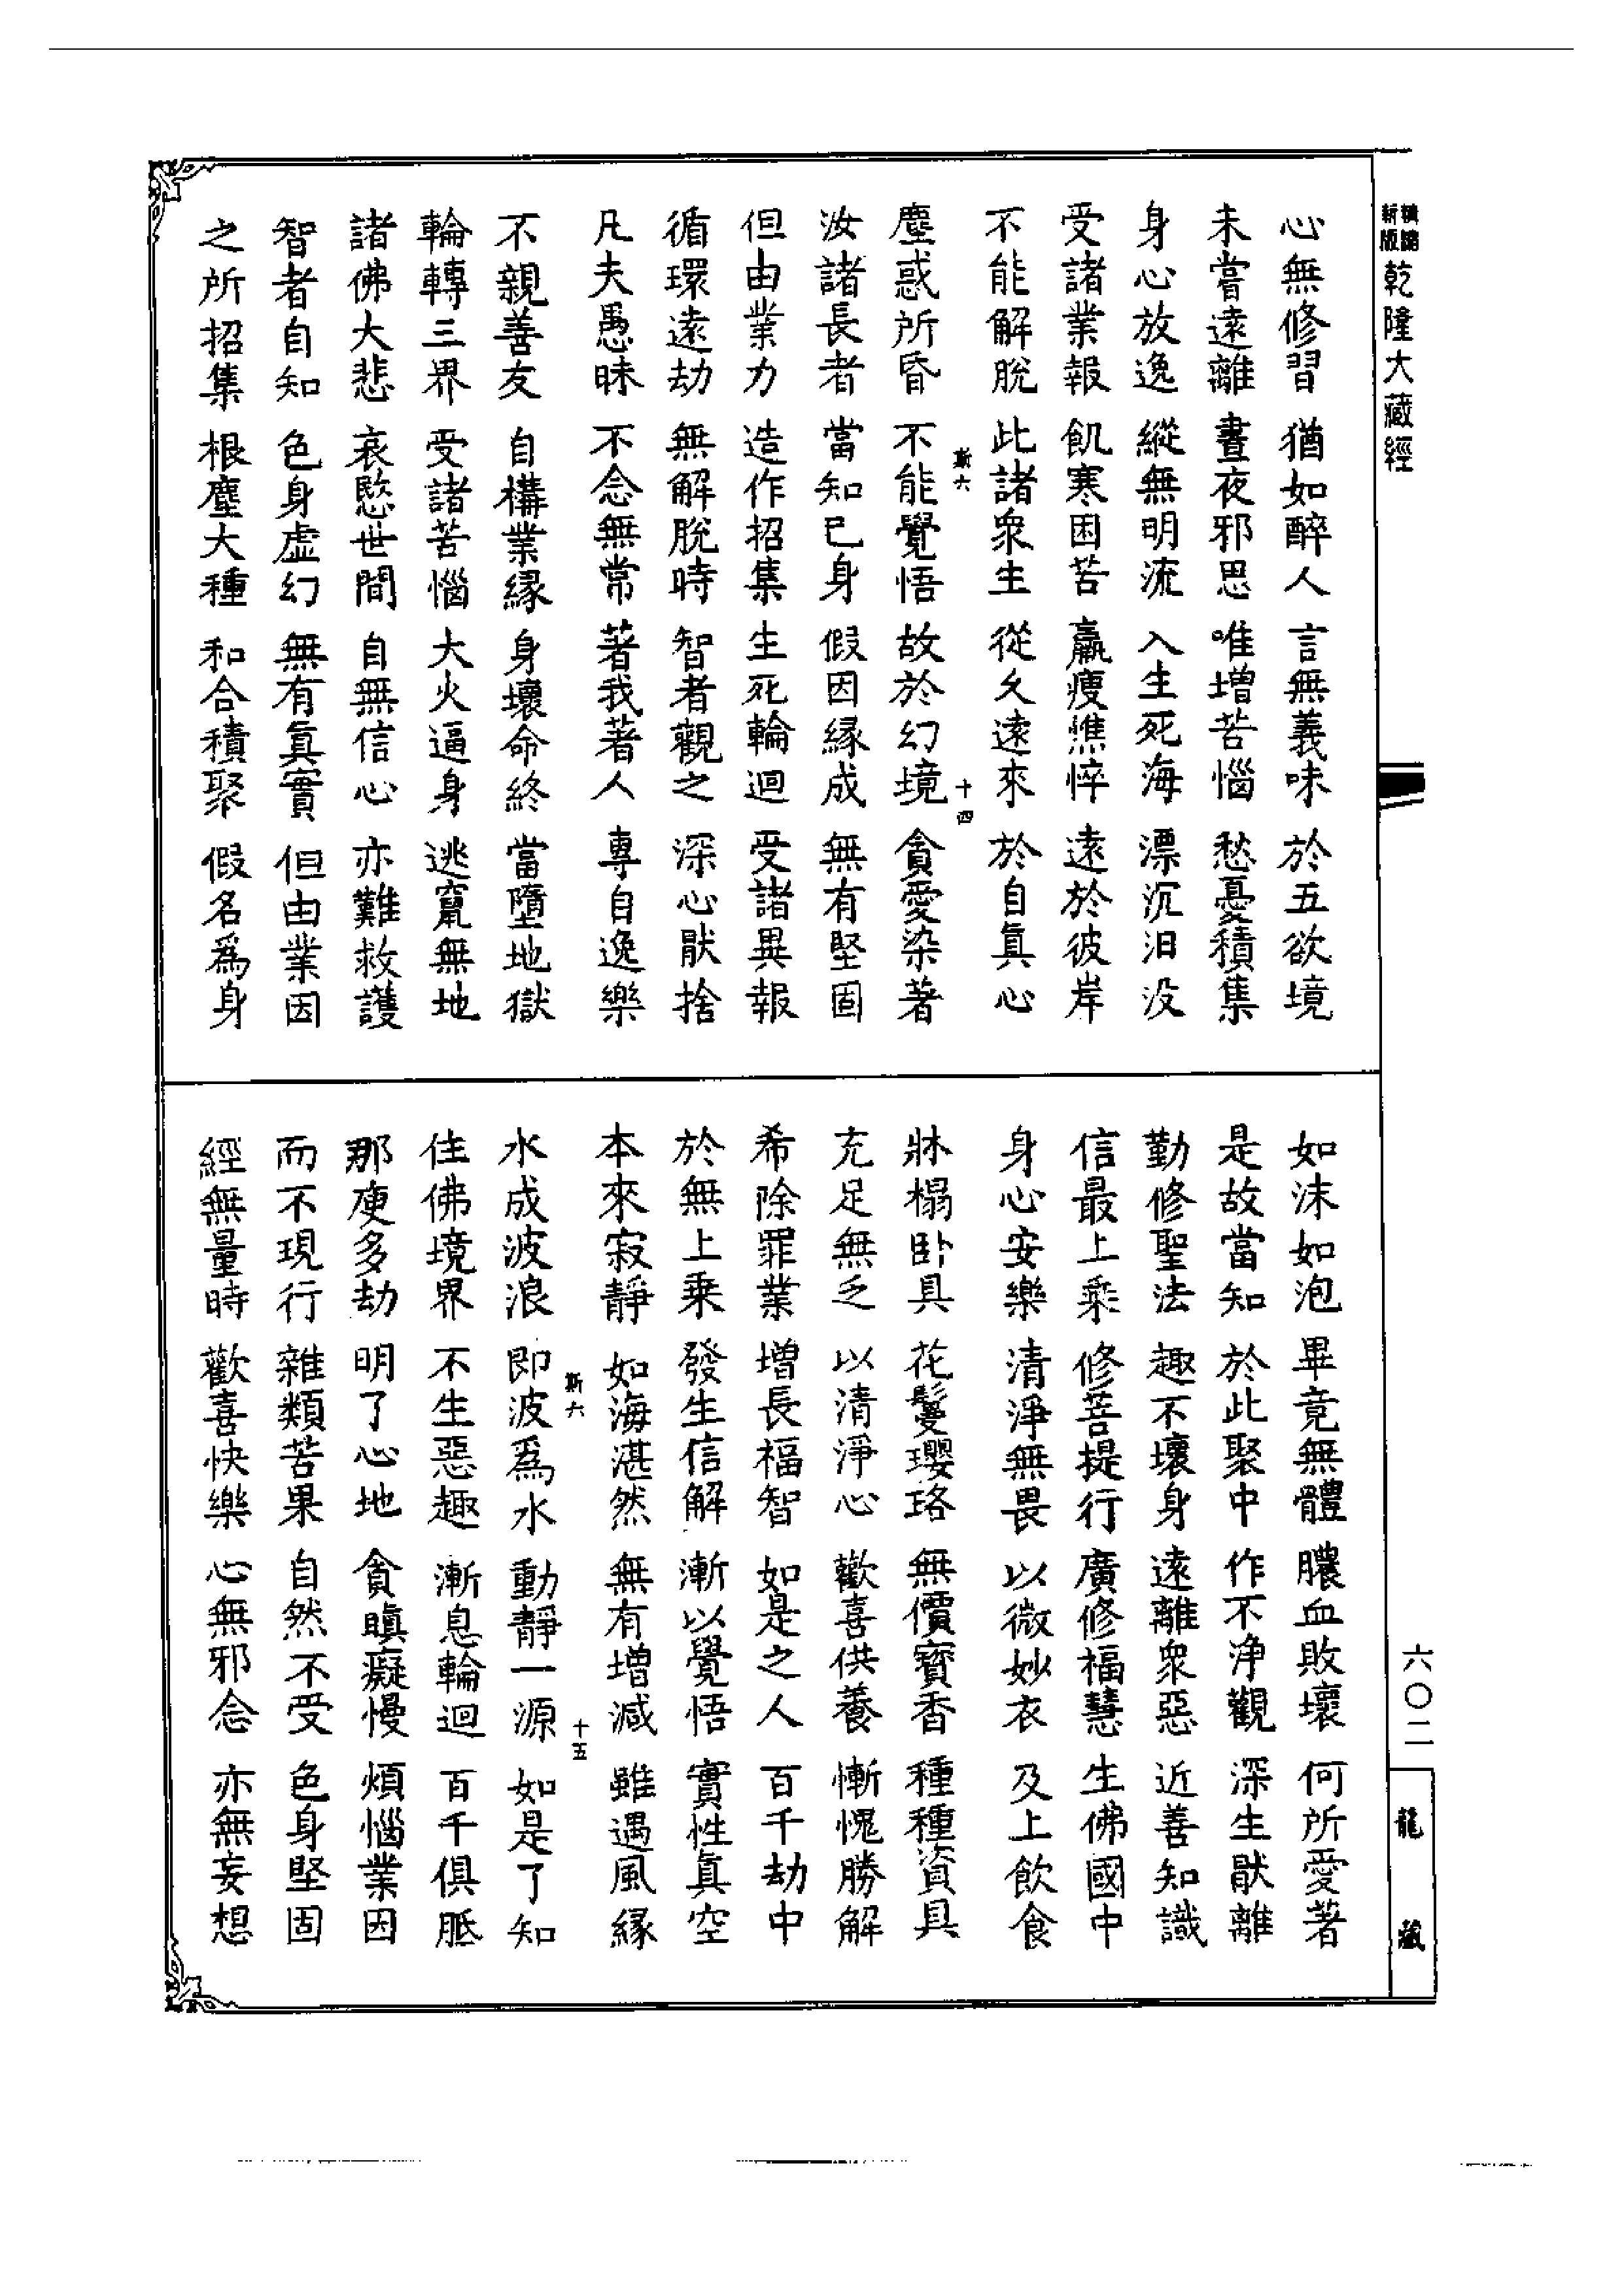 新版
乾隆大藏經
心無修習 猶如醉人 言無義味 於五欲境
未嘗遠離 晝夜邪思 唯增苦惱 愁憂積集
身心放逸 縱無明流 入生死海 漂沉汨没
受諸業報 飢寒困苦 羸瘦憔悴 遠於彼岸
不能解脫 此諸衆生 從久遠來 於自真心
斯六 十四
塵惑所昏 不能覺悟 故於幻境 貪愛染著
汝諸長者 當知己身 假因緣成 無有堅固
但由業力 造作招集 生死輪迴 受諸異報
循環遠劫 無解脫時 智者觀之 深心猒捨
凡夫愚昧 不念無常 著我著人 專自逸樂
不親善友 自構業緣 身壞命終 當墮地獄
輪轉三界 受諸苦惱 大火逼身 逃竄無地
諸佛大悲 哀愍世間 自無信心 亦難救護
智者自知 色身虛幻 無有真實 但由業因
之所招集 根塵大種 和合積聚 假名爲身
如沫如泡 畢竟無體 膿血敗壞 何所愛著
是故當知 於此聚中 作不淨觀 深生猒離
勤修聖法 趣不壞身 遠離衆惡 近善知識
信最上乘 修菩提行 廣修福慧 生佛國中
身心安樂 清淨無畏 以微妙衣 及上飲食
牀榻卧具 花鬘瓔珞 無價寶香 種種資具
充足無乏 以清淨心 歡喜供養 慚愧勝解
希除罪業 增長福智 如是之人 百千劫中
於無上乘 發生信解 漸以覺悟 實性真空
本來寂靜 如海湛然 無有增減 雖遇風緣
斯六 十五
水成波浪 即波爲水 動靜一源 如是了知
住佛境界 不生惡趣 漸息輪迴 百千俱胝
那庾多劫 明了心地 貪瞋癡慢 煩惱業因
而不現行 雜類苦果 自然不受 色身堅固
經無量時 歡喜快樂 心無邪念 亦無妄想
六〇二
龍藏